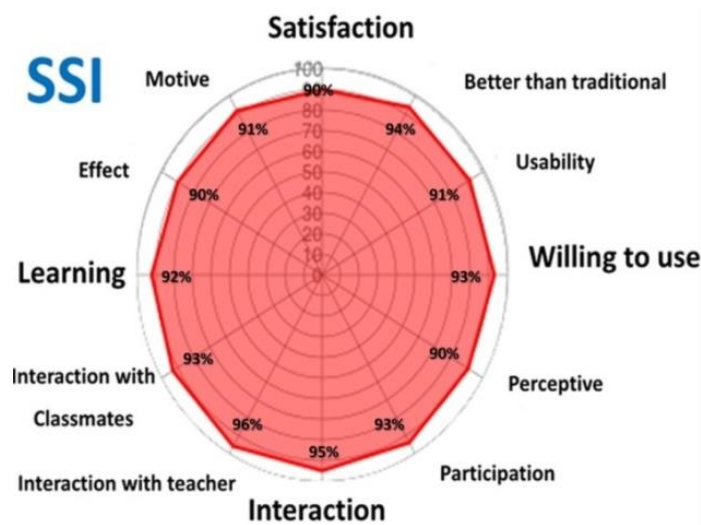 Satisfaction
SSI
Motive
Better than traditional
100
90%
80
70
60
50
40
30
20
10
0
91%
94%
Effect
Usability
90%
91%
Learning
92%
93%
Willing to use
Interaction with
Classmates
93%
90%
Perceptive
96%
95%
93%
Interaction with teacher
Participation
Interaction